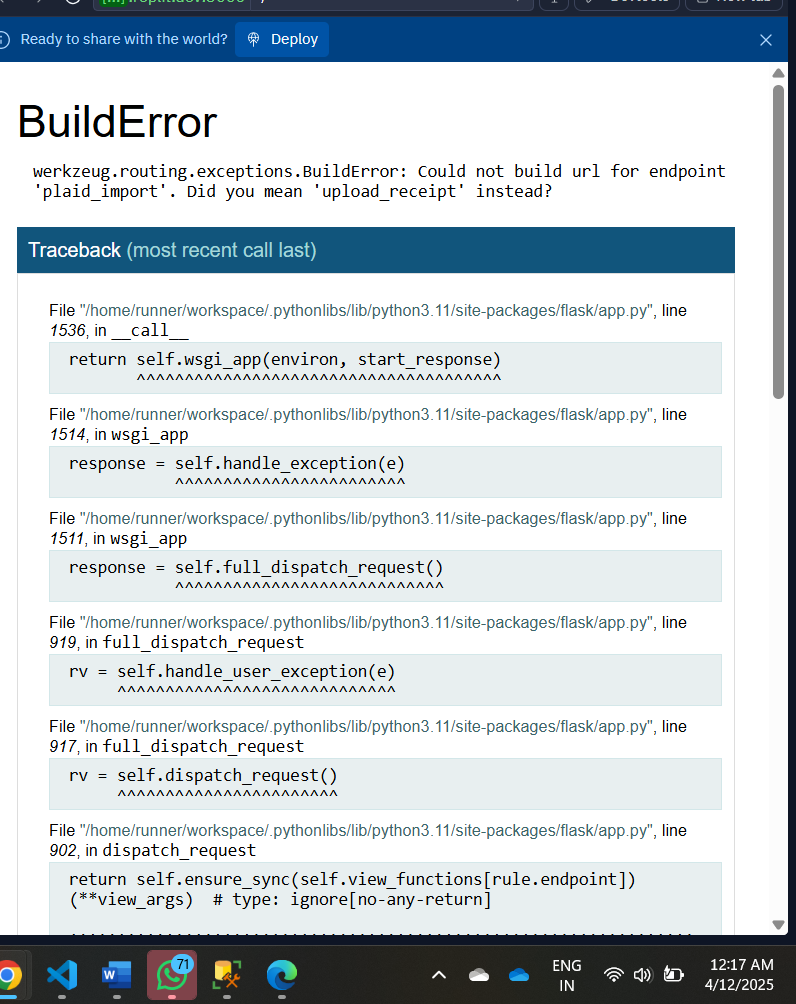 Ready to share with the world?
Deploy
BuildError
werkzeug.routing.exceptions.BuildError: Could not build url for endpoint
'plaid_import'. Did you mean 'upload_receipt' instead?
Traceback (most recent call last)
File "/home/runner/workspace/.pythonlibs/lib/python3.11/site-packages/flask/app.py", line
1536, in __call__
return self.wsgi_app(environ, start_response)
^^^^^^^^^^^^^^^^^^^^^^^^^^^^^^^^^^^^^^
File "/home/runner/workspace/.pythonlibs/lib/python3.11/site-packages/flask/app.py", line
1514, in wsgi_app
response = self.handle_exception(e)
^^^^^^^^^^^^^^^^^^^^^^^^
File "/home/runner/workspace/.pythonlibs/lib/python3.11/site-packages/flask/app.py", line
1511, in wsgi_app
response = self.full_dispatch_request()
^^^^^^^^^^^^^^^^^^^^^^^^^^^^
File "/home/runner/workspace/.pythonlibs/lib/python3.11/site-packages/flask/app.py", line
919, in full_dispatch_request
rv = self.handle_user_exception(e)
^^^^^^^^^^^^^^^^^^^^^^^^^^^^^
File "/home/runner/workspace/.pythonlibs/lib/python3.11/site-packages/flask/app.py", line
917, in full_dispatch_request
rv = self.dispatch_request()
^^^^^^^^^^^^^^^^^^^^^^^
File "/home/runner/workspace/.pythonlibs/lib/python3.11/site-packages/flask/app.py", line
902, in dispatch_request
return self.ensure_sync(self.view_functions[rule.endpoint])
(**view_args)  # type: ignore[no-any-return]
71
W
ENG
IN
12:17 AM
4/12/2025